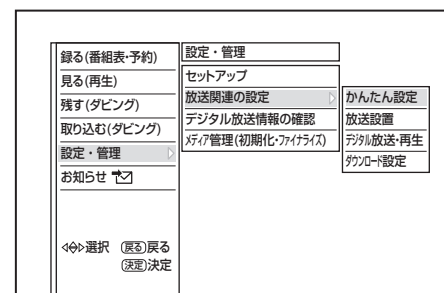 録る(番組表・予約)
見る(再生)
残す(ダビング)
取り込む(ダビング)
設定・管理
お知らせ
選択 戻る戻る
決定決定
設定・管理
セットアップ
放送関連の設定
デジタル放送情報の確認
メディア管理(初期化・ファイナライズ)
かんたん設定
放送設置
デジタル放送・再生
ダウンロード設定